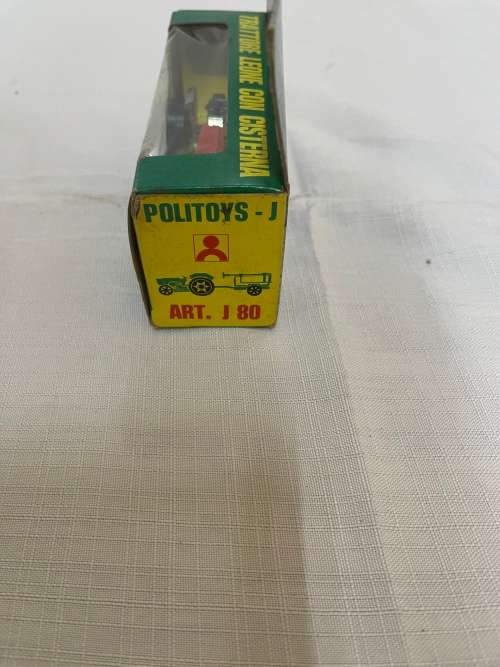 TRATTORE LEONE CON CISTERNA
POLITOYS - J
ART. J 80